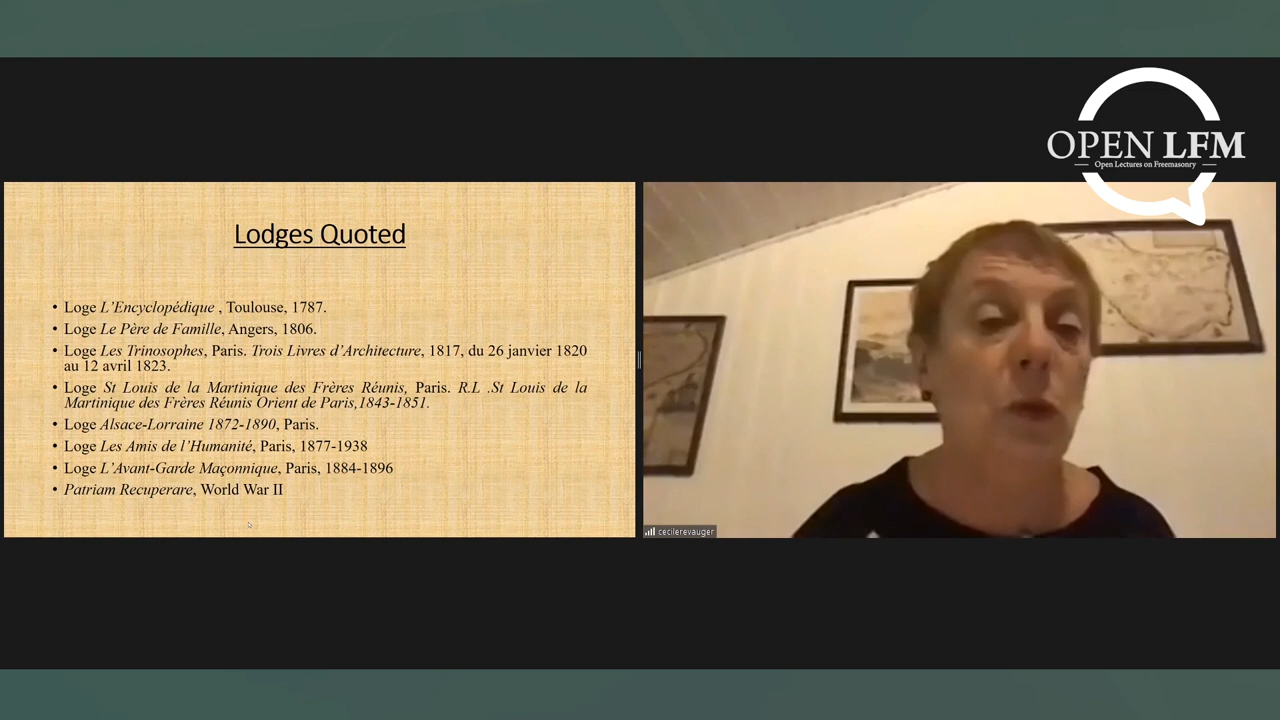 OPEN LFM
Open Lectures on Freemasonry
Lodges Quoted
• Loge L'Encyclopédique , Toulouse, 1787.
• Loge Le Père de Famille, Angers, 1806.
• Loge Les Trinosophes, Paris. Trois Livres d'Architecture, 1817, du 26 janvier 1820
au 12 avril 1823.
• Loge St Louis de la Martinique des Frères Réunis, Paris. R.L .St Louis de la
Martinique des Frères Réunis Orient de Paris,1843-1851.
• Loge Alsace-Lorraine 1872-1890, Paris.
• Loge Les Amis de l'Humanité, Paris, 1877-1938
• Loge L'Avant-Garde Maçonnique, Paris, 1884-1896
• Patriam Recuperare, World War II
cecilerevauger